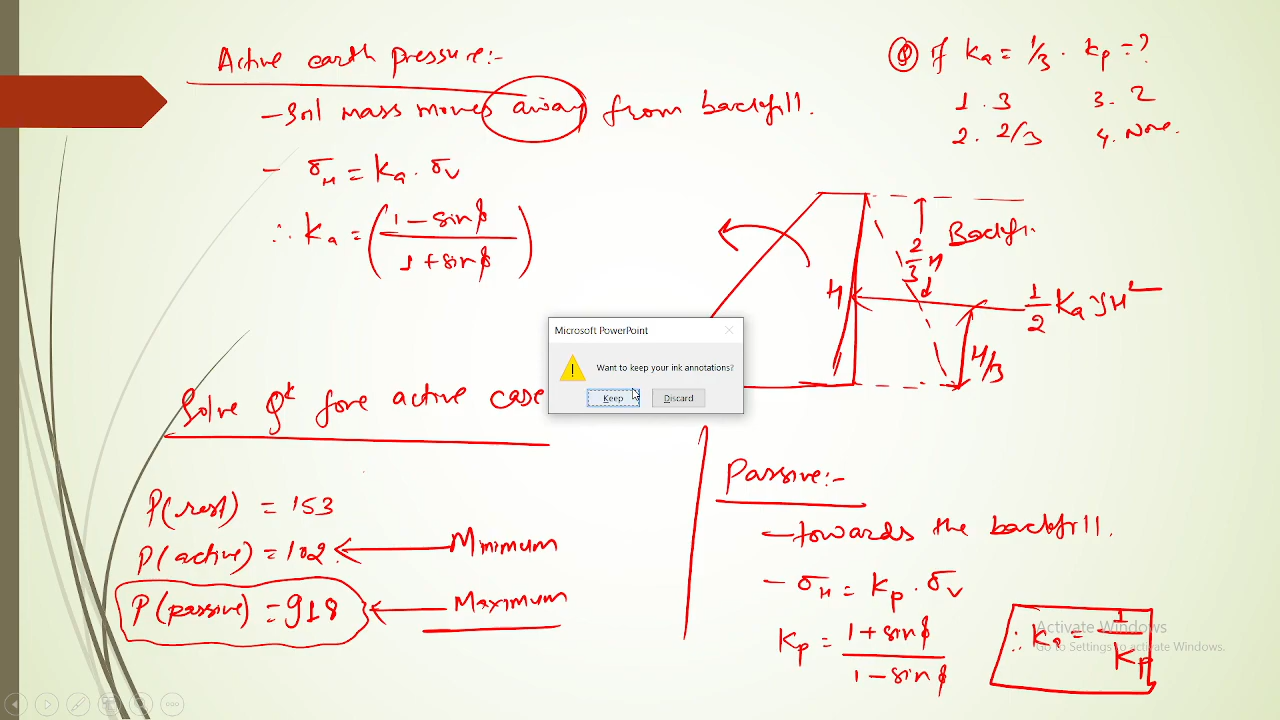 Active earth pressure:-
-Soil mass moves away from backfill.
- σH = Ka . σv
∴ Ka = (1 - sinφ / 1 + sinφ)
Q If Ka = 1/3 . Kp = ?
1. 3 3. 2
2. 2/3 4. None.
Backfi.
2/3 H
H
1/2 Ka γH²
H/3
Microsoft PowerPoint
Want to keep your ink annotations?
Keep Discard
Solve for active case
P(rest) = 153
P(active) = 102 ← Minimum
P(passive) = 918 ← Maximum
Passive:-
-towards the backfill.
- σH = Kp . σv
Kp = 1 + sinφ / 1 - sinφ
∴ Ka = 1 / Kp
Activate Windows
Go to Settings to activate Windows.